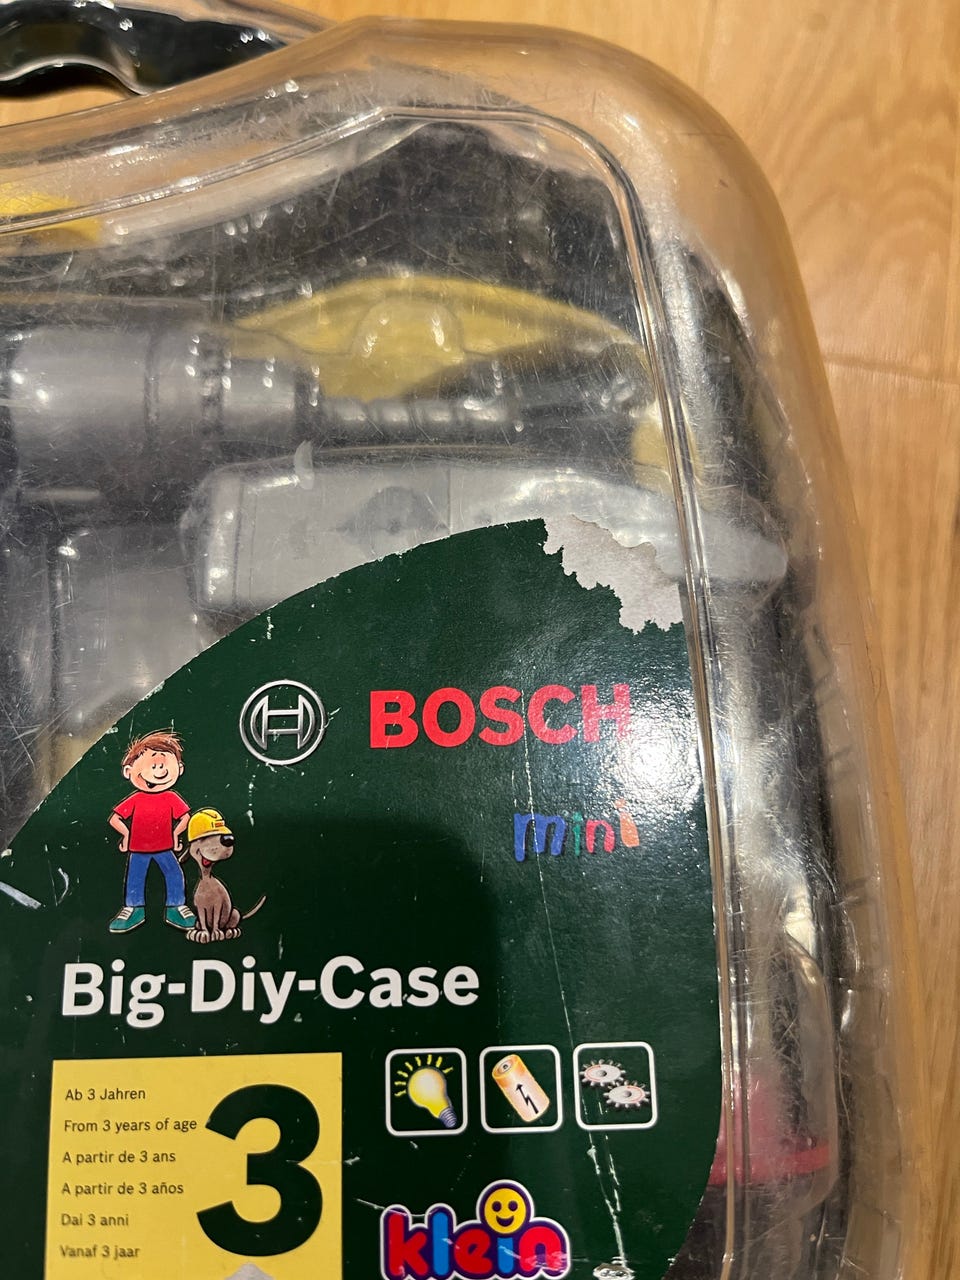 BOSCH
mini
Big-Diy-Case
Ab 3 Jahren
From 3 years of age
A partir de 3 ans
A partir de 3 años
Dai 3 anni
Vanaf 3 jaar
3
klein